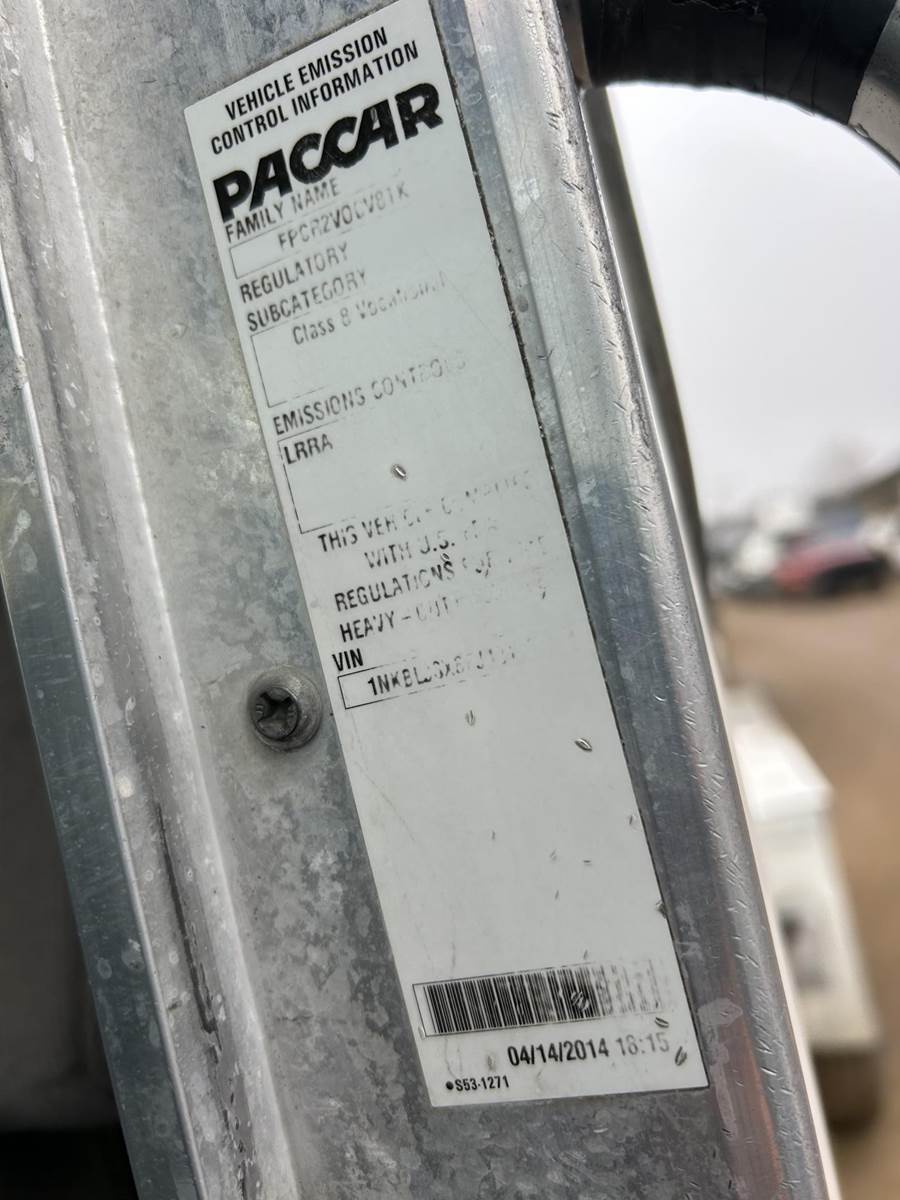 VEHICLE EMISSION
CONTROL INFORMATION
PACCAR
FAMILY NAME
REGULATORY
SUBCATEGORY
Class 8 Vocational
EMISSIONS CONTROLS
LRRA
THIS VEHICLE COMPLIES
WITH U.S.
REGULATIONS
HEAVY-
VIN
04/14/2014 18:15
•S53-1271